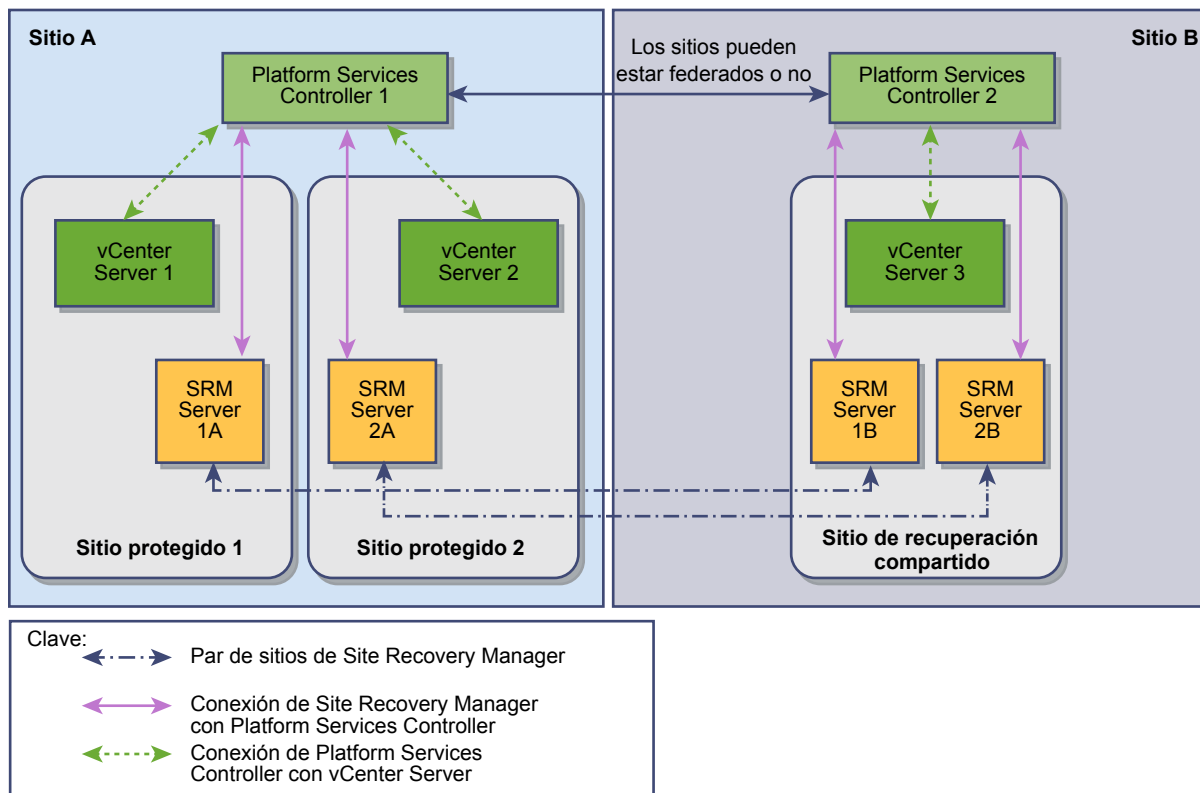 Sitio A
Platform Services
Controller 1
Los sitios pueden
estar federados o no
Platform Services
Controller 2
Sitio B
vCenter
Server 1
vCenter
Server 2
vCenter
Server 3
SRM
Server
1A
SRM
Server
2A
SRM
Server
1B
SRM
Server
2B
Sitio protegido 1
Sitio protegido 2
Sitio de recuperación
compartido
Clave:
Par de sitios de Site Recovery Manager
Conexión de Site Recovery Manager
con Platform Services Controller
Conexión de Platform Services
Controller con vCenter Server